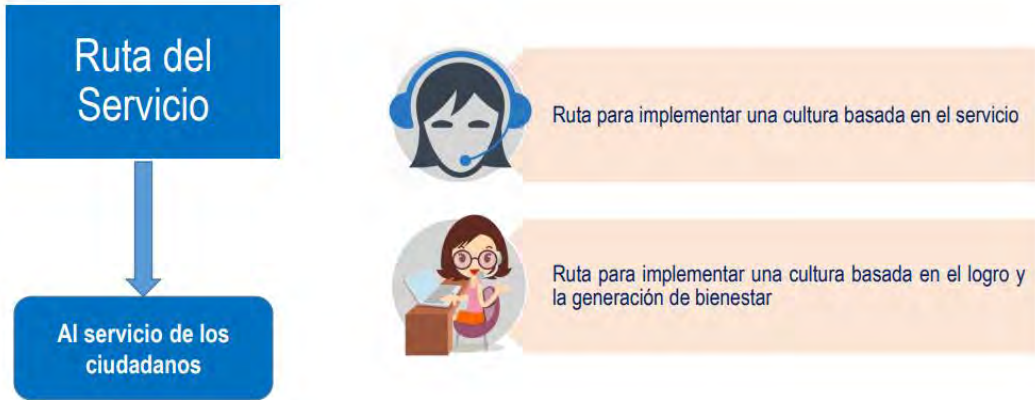 Ruta del
Servicio
Al servicio de los
ciudadanos
Ruta para implementar una cultura basada en el servicio
Ruta para implementar una cultura basada en el logro y
la generación de bienestar